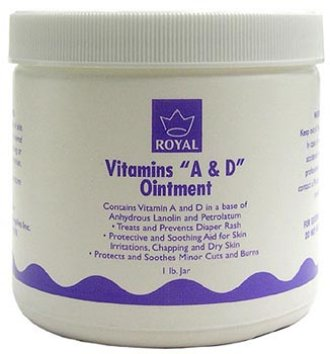 ROYAL
Vitamins "A & D"
Ointment
Contains Vitamin A and D in a base of
Anhydrous Lanolin and Petrolatum
• Treats and Prevents Diaper Rash
• Protective and Soothing Aid for Skin
Irritations, Chapping and Dry Skin
• Protects and Soothes Minor Cuts and Burns
1 lb. Jar